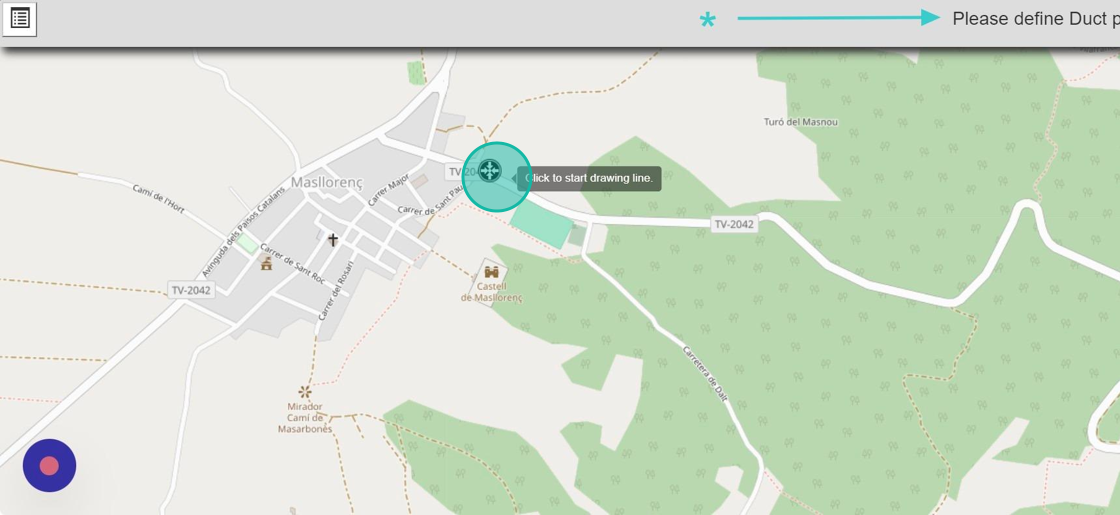 * Please define Duct p
Turó del Masnou
TV-204
Click to start drawing line.
Masllorenç
Carrer Major
Carrer de Sant Pau
Camí de l'Hort
Avinguda dels Països Catalans
TV-2042
Carrer de Sant Roc
Castell
de Masllorenç
TV-2042
Carrer del Rosari
Carretera de Dalt
Mirador
Camí de
Masarbonès